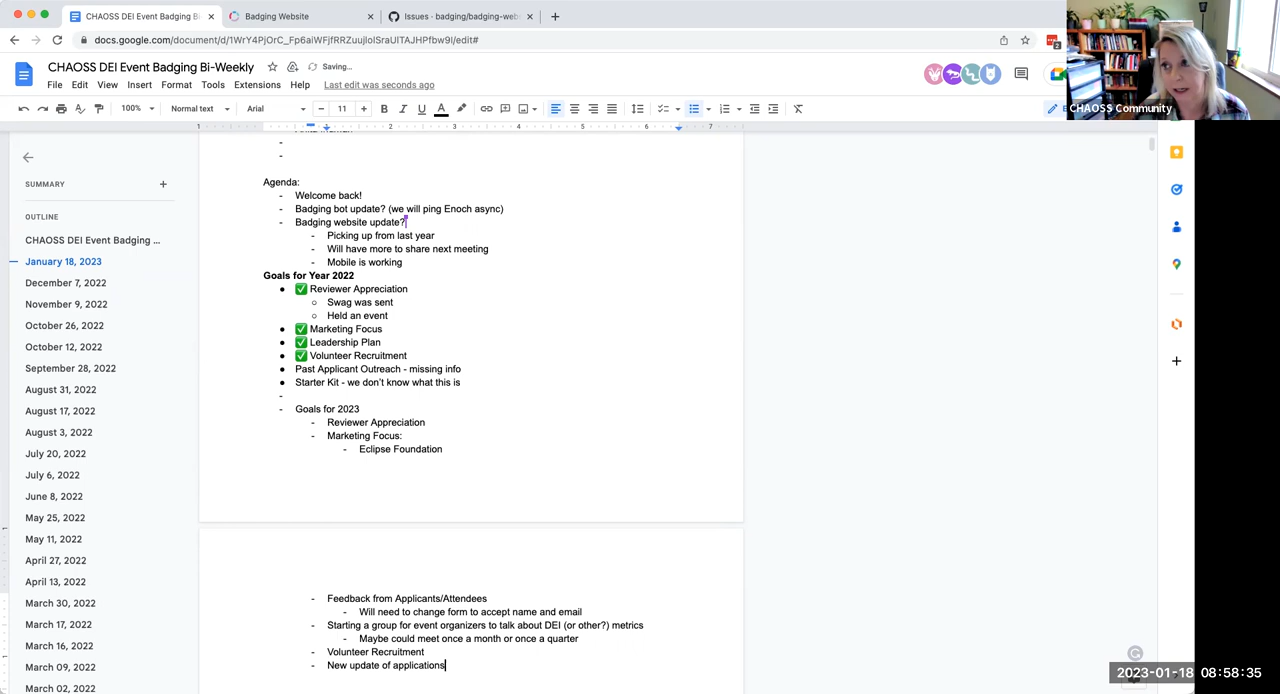 CHAOSS DEI Event Badging Bi-
Badging Website
Issues · badging/badging-web
docs.google.com/document/d/1WrY4PjOrC_Fp6aiWFjfRRZuujlolSraUlTAJHPfbw9I/edit#
2
CHAOSS DEI Event Badging Bi-Weekly
Saving...
File Edit View Insert Format Tools Extensions Help Last edit was seconds ago
100% Normal text Arial 11 B I U A
CHAOSS Community
1 1 2 3 4 5 6 7
SUMMARY
OUTLINE
CHAOSS DEI Event Badging ...
January 18, 2023
December 7, 2022
November 9, 2022
October 26, 2022
October 12, 2022
September 28, 2022
August 31, 2022
August 17, 2022
August 3, 2022
July 20, 2022
July 6, 2022
June 8, 2022
May 25, 2022
May 11, 2022
April 27, 2022
April 13, 2022
March 30, 2022
March 17, 2022
March 16, 2022
March 09, 2022
March 02, 2022
-
-
Agenda:
- Welcome back!
- Badging bot update? (we will ping Enoch async)
- Badging website update?
- Picking up from last year
- Will have more to share next meeting
- Mobile is working
Goals for Year 2022
● ✅ Reviewer Appreciation
○ Swag was sent
○ Held an event
● ✅ Marketing Focus
● ✅ Leadership Plan
● ✅ Volunteer Recruitment
● Past Applicant Outreach - missing info
● Starter Kit - we don't know what this is
-
- Goals for 2023
- Reviewer Appreciation
- Marketing Focus:
- Eclipse Foundation
- Feedback from Applicants/Attendees
- Will need to change form to accept name and email
- Starting a group for event organizers to talk about DEI (or other?) metrics
- Maybe could meet once a month or once a quarter
- Volunteer Recruitment
- New update of applications
2023-01-18 08:58:35